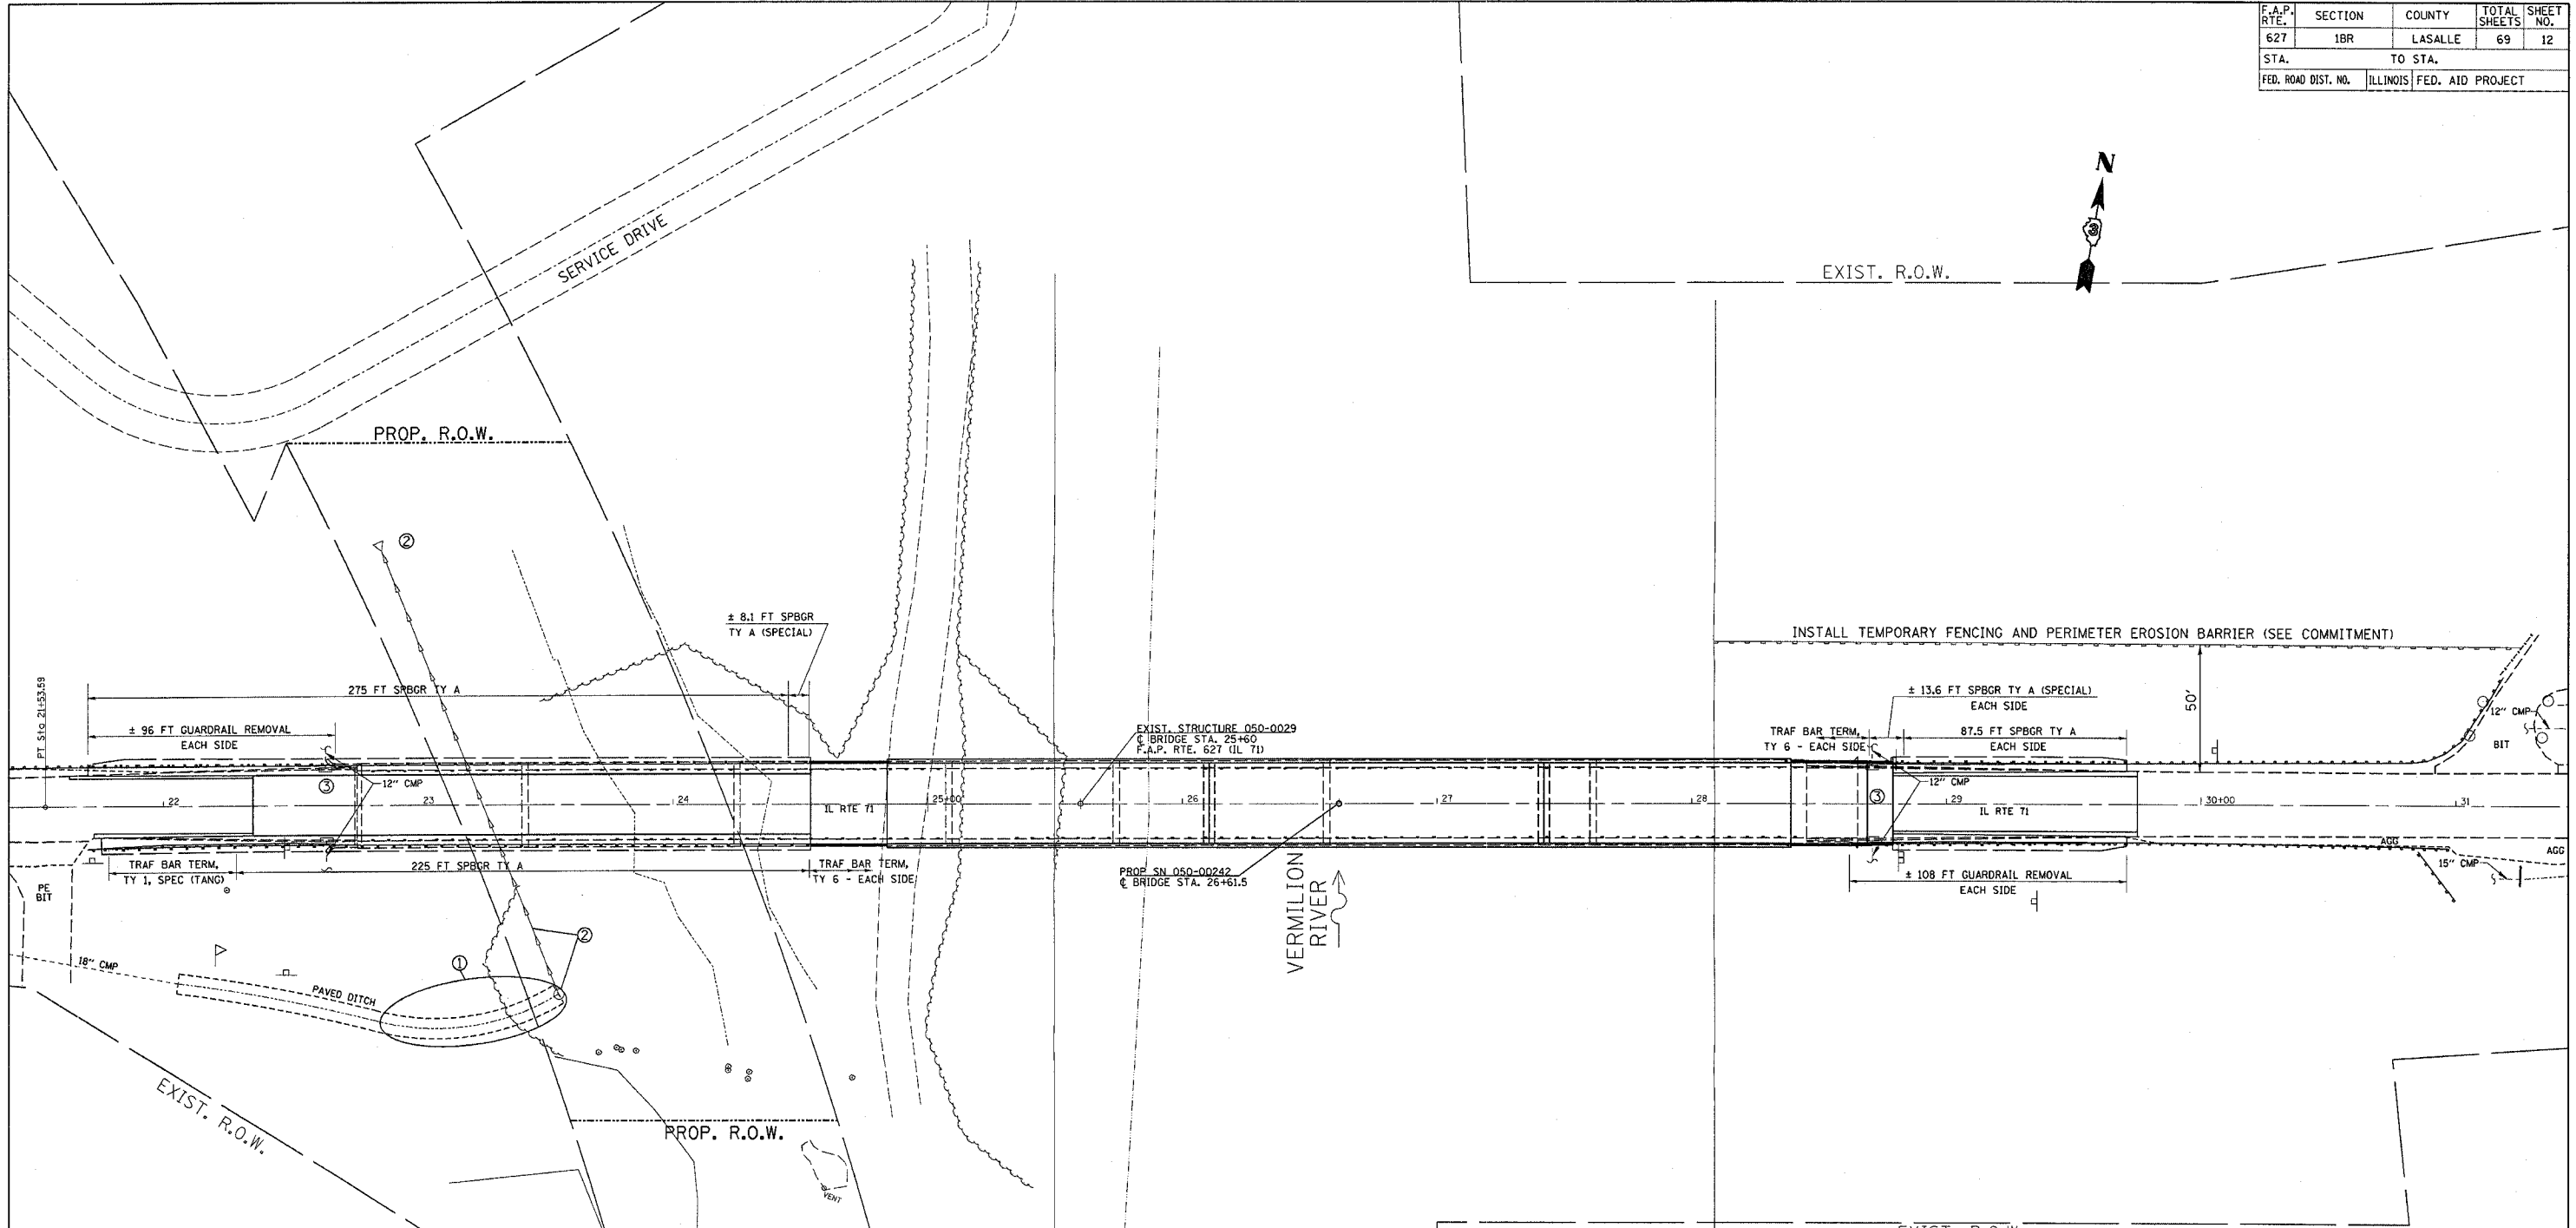 F.A.P. RTE. SECTION COUNTY TOTAL SHEETS SHEET NO.
627 1BR LASALLE 69 12
STA. TO STA.
FED. ROAD DIST. NO. ILLINOIS FED. AID PROJECT
N
3
SERVICE DRIVE
EXIST. R.O.W.
PROP. R.O.W.
2
± 8.1 FT SPBGR
TY A (SPECIAL)
INSTALL TEMPORARY FENCING AND PERIMETER EROSION BARRIER (SEE COMMITMENT)
PT Sta 21+53.59
275 FT SPBGR TY A
± 13.6 FT SPBGR TY A (SPECIAL)
EACH SIDE
50'
± 96 FT GUARDRAIL REMOVAL
EACH SIDE
EXIST. STRUCTURE 050-0029
℄ BRIDGE STA. 25+60
F.A.P. RTE. 627 (IL 71)
TRAF BAR TERM,
TY 6 - EACH SIDE
87.5 FT SPBGR TY A
EACH SIDE
12" CMP
BIT
3
12" CMP
22
23
24
IL RTE 71
25+00
26
27
28
3
12" CMP
29
IL RTE 71
30+00
31
TRAF BAR TERM,
TY 1, SPEC (TANG)
225 FT SPBGR TY A
TRAF BAR TERM,
TY 6 - EACH SIDE
PROP SN 050-00242
℄ BRIDGE STA. 26+61.5
VERMILION
RIVER
± 108 FT GUARDRAIL REMOVAL
EACH SIDE
AGG
AGG
15" CMP
PE
BIT
2
1
18" CMP
PAVED DITCH
EXIST. R.O.W.
PROP. R.O.W.
VENT
EXIST. R.O.W.